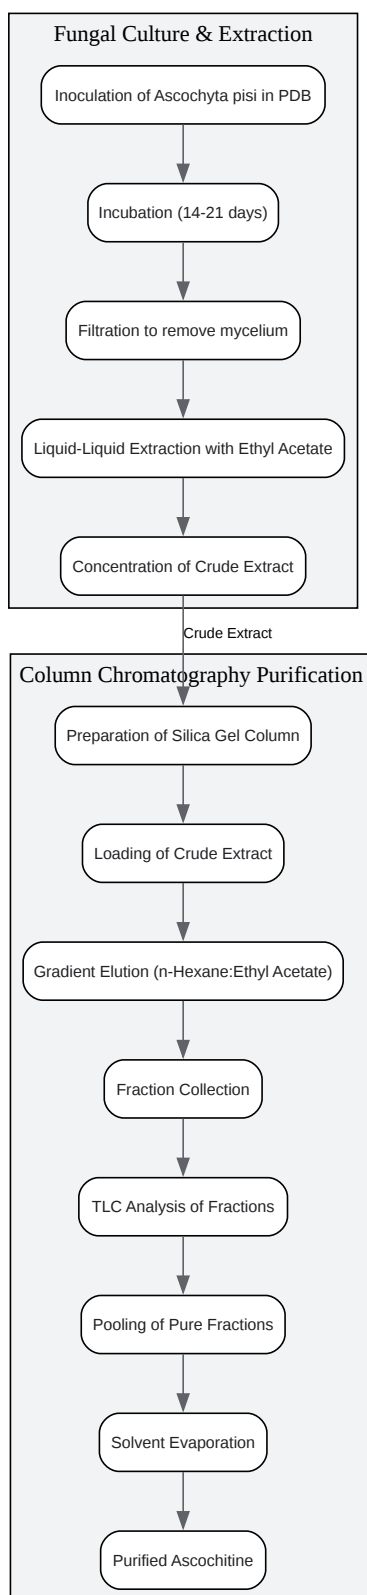 Fungal Culture & Extraction
Inoculation of Ascochyta pisi in PDB
Incubation (14-21 days)
Filtration to remove mycelium
Liquid-Liquid Extraction with Ethyl Acetate
Concentration of Crude Extract
Crude Extract
Column Chromatography Purification
Preparation of Silica Gel Column
Loading of Crude Extract
Gradient Elution (n-Hexane:Ethyl Acetate)
Fraction Collection
TLC Analysis of Fractions
Pooling of Pure Fractions
Solvent Evaporation
Purified Ascochitine